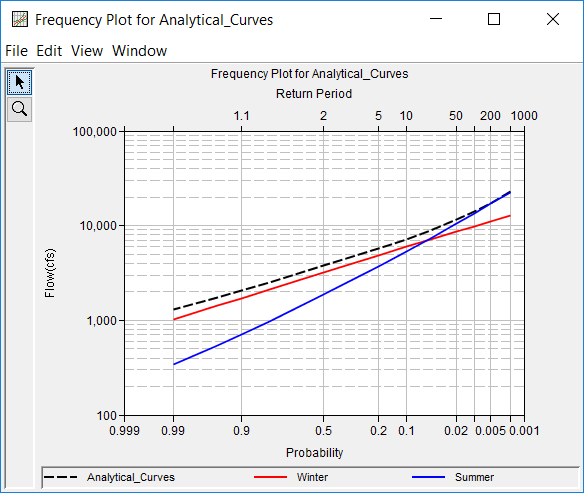 Frequency Plot for Analytical_Curves
File Edit View Window
Frequency Plot for Analytical_Curves
Return Period
1.1 2 5 10 50 200 1000
100,000
10,000
1,000
100
Flow(cfs)
0.999 0.99 0.9 0.5 0.2 0.1 0.02 0.005 0.001
Probability
Analytical_Curves Winter Summer